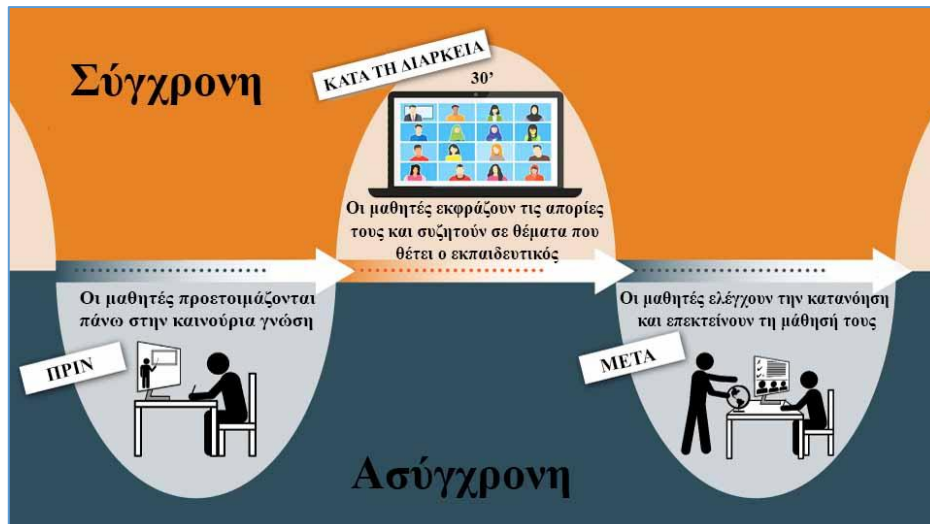 Σύγχρονη
ΚΑΤΑ ΤΗ ΔΙΑΡΚΕΙΑ
30’
Οι μαθητές εκφράζουν τις απορίες
τους και συζητούν σε θέματα που
θέτει ο εκπαιδευτικός
Οι μαθητές προετοιμάζονται
πάνω στην καινούρια γνώση
ΠΡΙΝ
Οι μαθητές ελέγχουν την κατανόηση
και επεκτείνουν τη μάθησή τους
ΜΕΤΑ
Ασύγχρονη